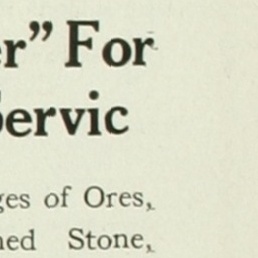 er” For
Servic
ges of Ores,
ned Stone,